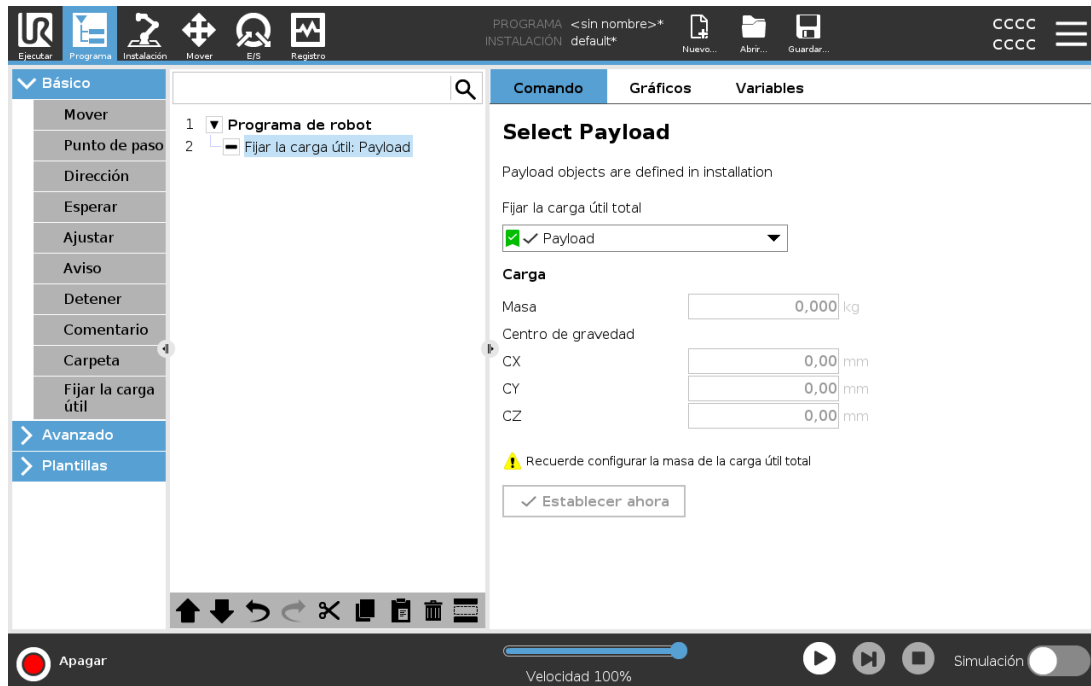 PROGRAMA <sin nombre>*
INSTALACIÓN default*
CCCC
CCCC
Ejecutar Programa Instalación Mover E/S Registro Nuevo... Abrir... Guardar...
Básico
Mover
Punto de paso
Dirección
Esperar
Ajustar
Aviso
Detener
Comentario
Carpeta
Fijar la carga
útil
Avanzado
Plantillas
1 Programa de robot
2 Fijar la carga útil: Payload
Comando Gráficos Variables
Select Payload
Payload objects are defined in installation
Fijar la carga útil total
Payload
Carga
Masa 0,000 kg
Centro de gravedad
CX 0,00 mm
CY 0,00 mm
CZ 0,00 mm
Recuerde configurar la masa de la carga útil total
Establecer ahora
Apagar
Velocidad 100%
Simulación